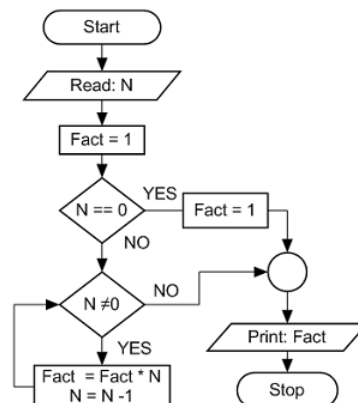 Start
Read: N
Fact = 1
N == 0
YES
Fact = 1
NO
N ≠0
NO
YES
Fact = Fact * N
N = N -1
Print: Fact
Stop